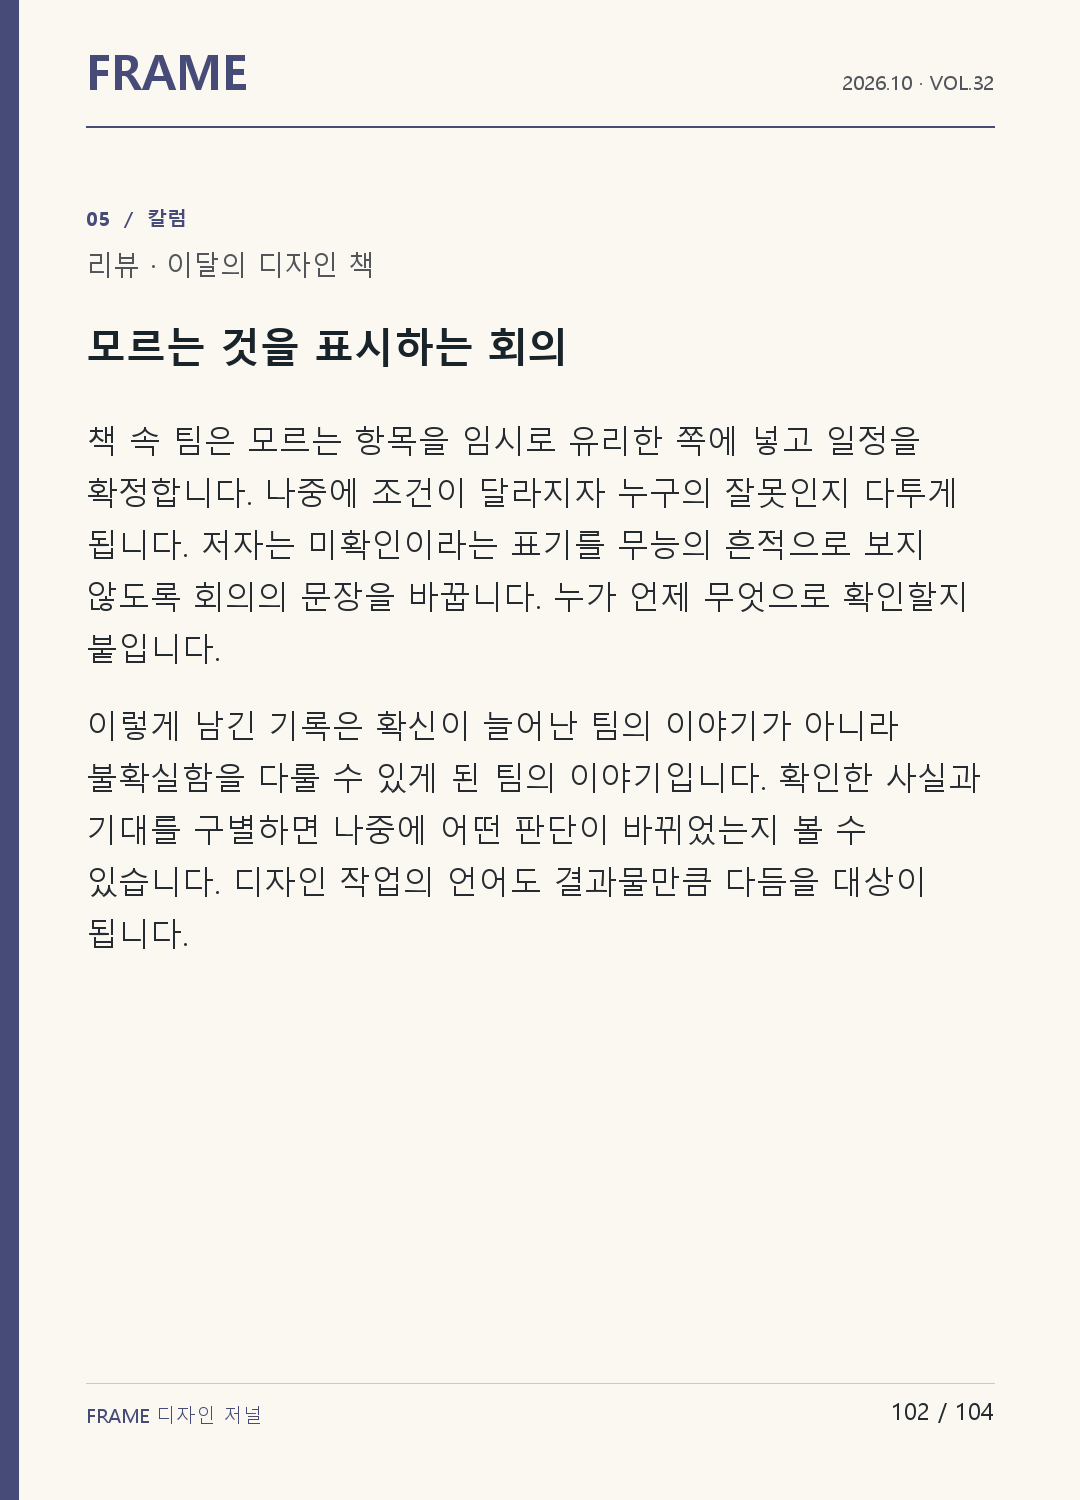 FRAME
2026.10 · VOL.32
05 / 칼럼
리뷰 · 이달의 디자인 책
모르는 것을 표시하는 회의
책 속 팀은 모르는 항목을 임시로 유리한 쪽에 넣고 일정을
확정합니다. 나중에 조건이 달라지자 누구의 잘못인지 다투게
됩니다. 저자는 미확인이라는 표기를 무능의 흔적으로 보지
않도록 회의의 문장을 바꿉니다. 누가 언제 무엇으로 확인할지
붙입니다.
이렇게 남긴 기록은 확신이 늘어난 팀의 이야기가 아니라
불확실함을 다룰 수 있게 된 팀의 이야기입니다. 확인한 사실과
기대를 구별하면 나중에 어떤 판단이 바뀌었는지 볼 수
있습니다. 디자인 작업의 언어도 결과물만큼 다듬을 대상이
됩니다.
FRAME 디자인 저널
102 / 104